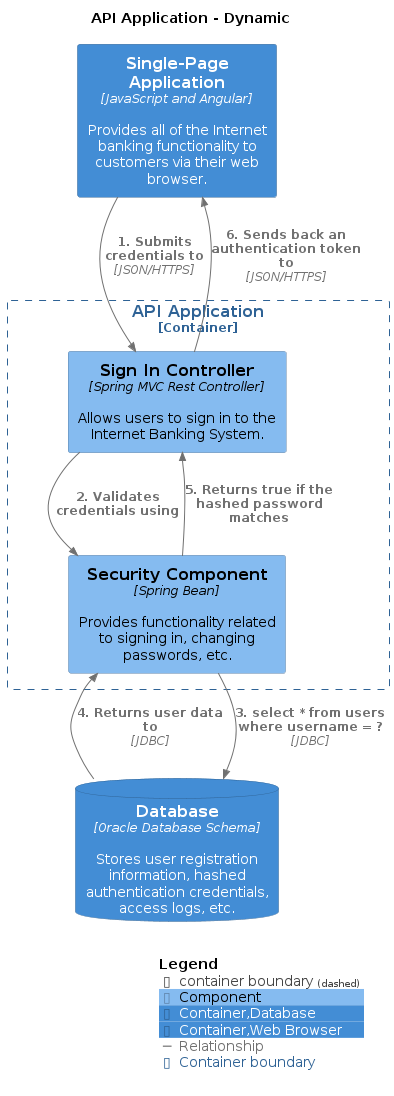 API Application - Dynamic
Single-Page
Application
[JavaScript and Angular]
Provides all of the Internet
banking functionality to
customers via their web
browser.
1. Submits
credentials to
[JSON/HTTPS]
6. Sends back an
authentication token
to
[JSON/HTTPS]
API Application
[Container]
Sign In Controller
[Spring MVC Rest Controller]
Allows users to sign in to the
Internet Banking System.
2. Validates
credentials using
5. Returns true if the
hashed password
matches
Security Component
[Spring Bean]
Provides functionality related
to signing in, changing
passwords, etc.
4. Returns user data
to
[JDBC]
3. select * from users
where username = ?
[JDBC]
Database
[Oracle Database Schema]
Stores user registration
information, hashed
authentication credentials,
access logs, etc.
Legend
container boundary (dashed)
Component
Container,Database
Container,Web Browser
Relationship
Container boundary